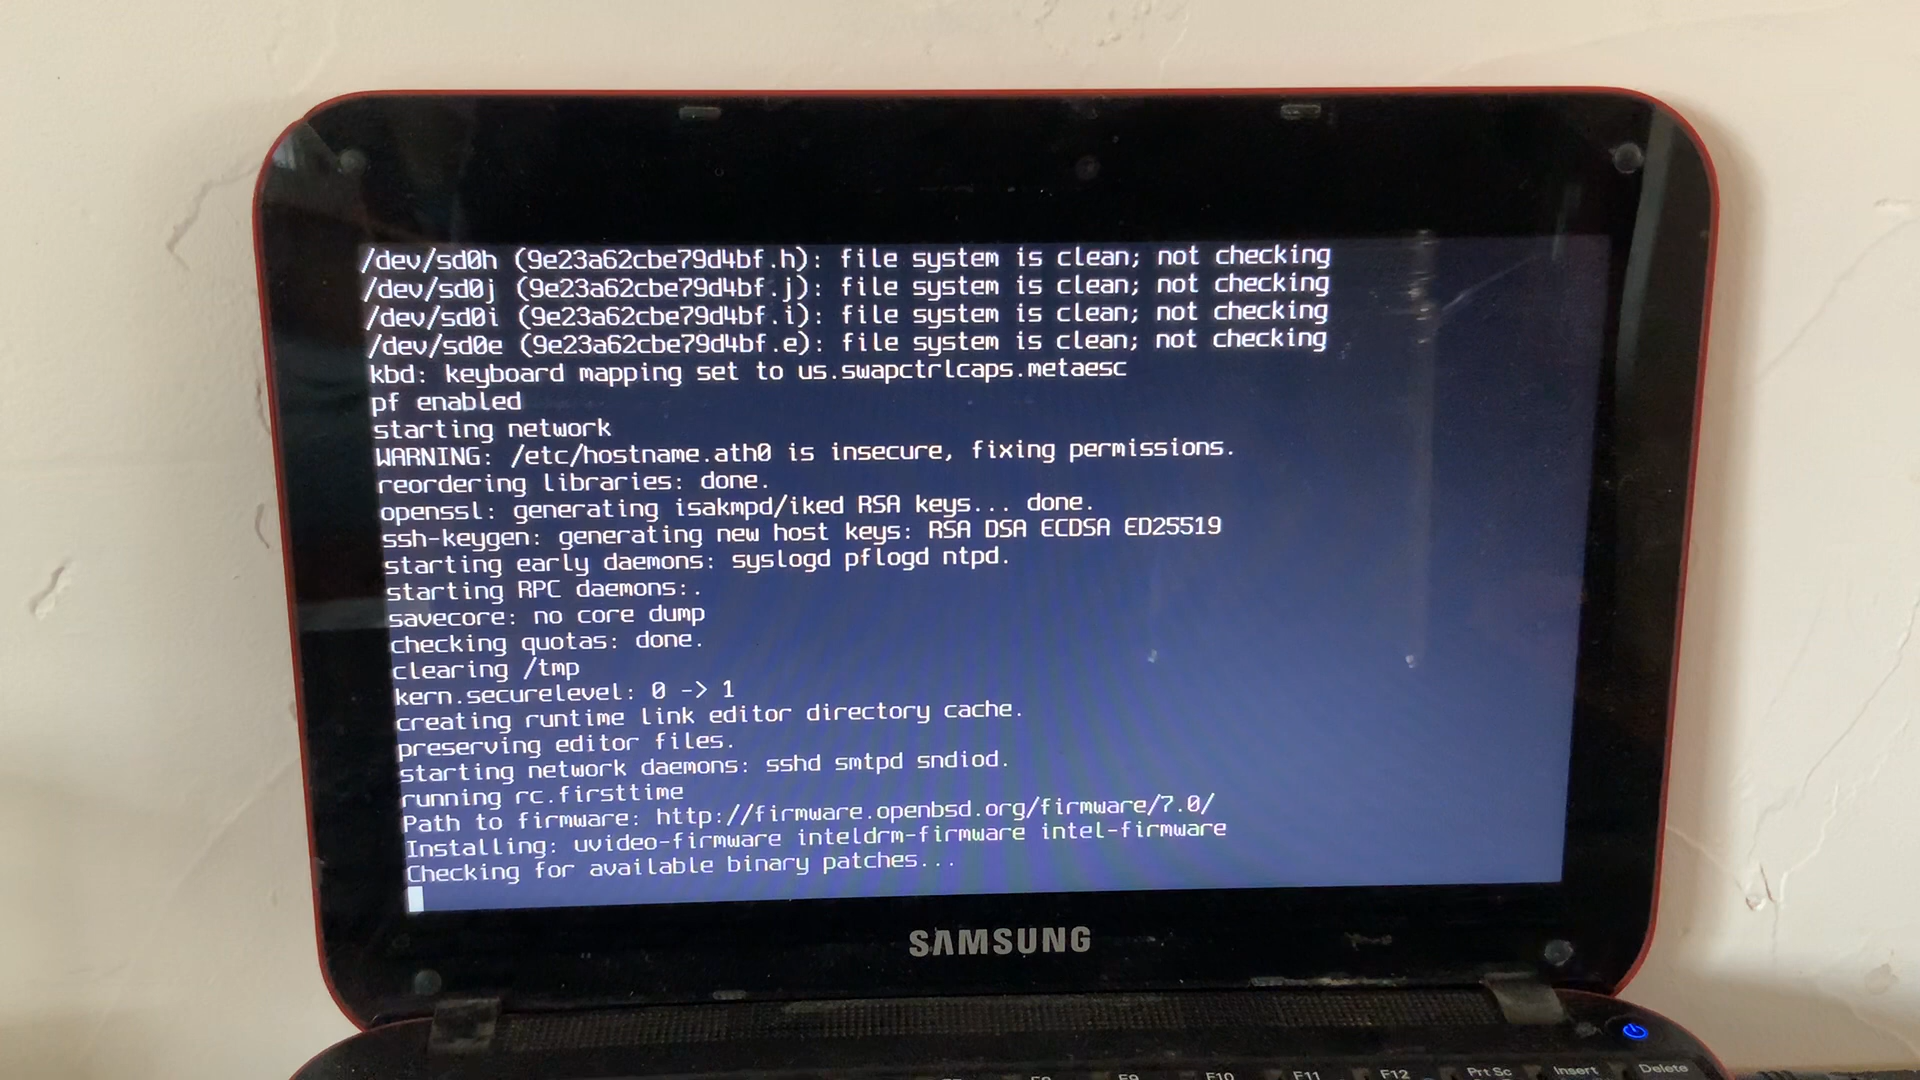 /dev/sd0h (9e23a62cbe79d4bf.h): file system is clean; not checking
/dev/sd0j (9e23a62cbe79d4bf.j): file system is clean; not checking
/dev/sd0i (9e23a62cbe79d4bf.i): file system is clean; not checking
/dev/sd0e (9e23a62cbe79d4bf.e): file system is clean; not checking
kbd: keyboard mapping set to us.swapctrlcaps.metaesc
pf enabled
starting network
WARNING: /etc/hostname.ath0 is insecure, fixing permissions.
reordering libraries: done.
openssl: generating isakmpd/iked RSA keys... done.
ssh-keygen: generating new host keys: RSA DSA ECDSA ED25519
starting early daemons: syslogd pflogd ntpd.
starting RPC daemons:.
savecore: no core dump
checking quotas: done.
clearing /tmp
kern.securelevel: 0 -> 1
creating runtime link editor directory cache.
preserving editor files.
starting network daemons: sshd smtpd sndiod.
running rc.firsttime
Path to firmware: http://firmware.openbsd.org/firmware/7.0/
Installing: uvideo-firmware inteldrm-firmware intel-firmware
Checking for available binary patches...
SAMSUNG
F9 F10 F11 F12 Prt Sc Insert Delete